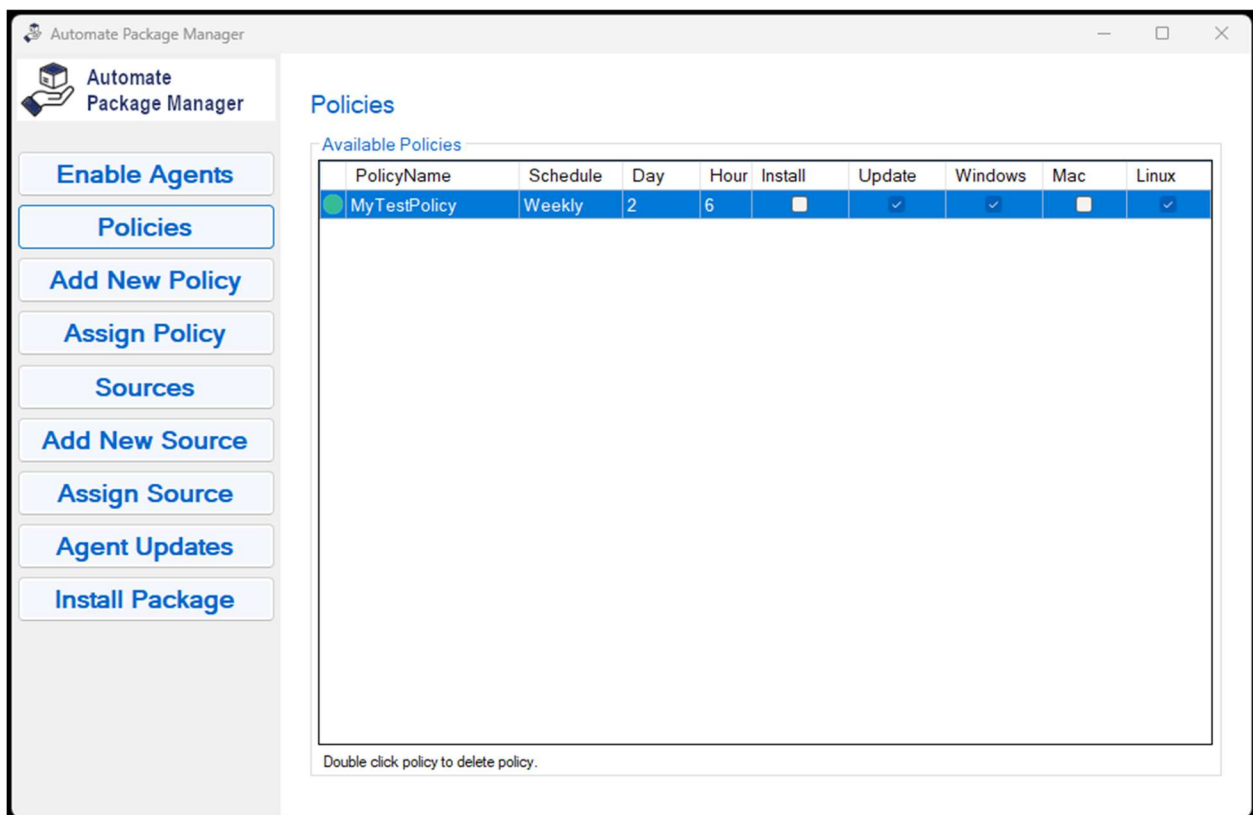 Automate Package Manager
Automate
Package Manager
Enable Agents
Policies
Add New Policy
Assign Policy
Sources
Add New Source
Assign Source
Agent Updates
Install Package
Policies
Available Policies
PolicyName Schedule Day Hour Install Update Windows Mac Linux
MyTestPolicy Weekly 2 6
Double click policy to delete policy.